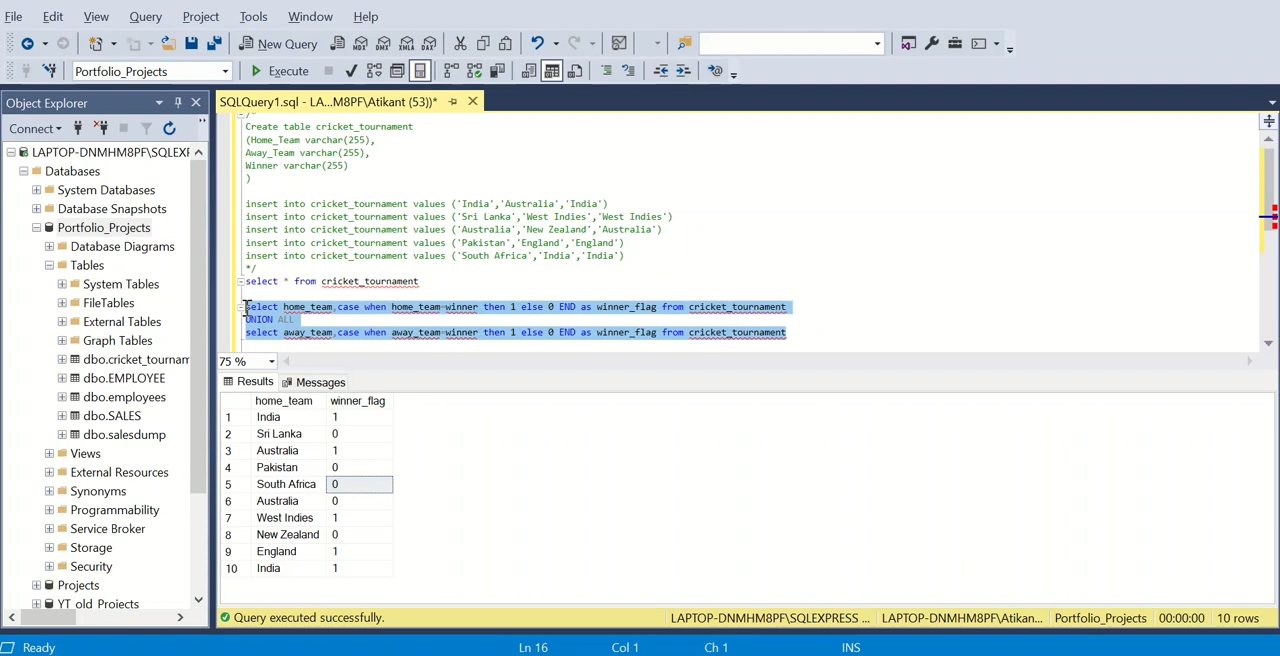 File Edit View Query Project Tools Window Help
New Query MDX DMX XMLA DAX
Portfolio_Projects Execute
Object Explorer
SQLQuery1.sql - LA...M8PF\Atikant (53))*
Connect
LAPTOP-DNMHM8PF\SQLEXPR
Databases
System Databases
Database Snapshots
Portfolio_Projects
Database Diagrams
Tables
System Tables
FileTables
External Tables
Graph Tables
dbo.cricket_tournam
dbo.EMPLOYEE
dbo.employees
dbo.SALES
dbo.salesdump
Views
External Resources
Synonyms
Programmability
Service Broker
Storage
Security
Projects
YT_old_Projects
/*
Create table cricket_tournament
(Home_Team varchar(255),
Away_Team varchar(255),
Winner varchar(255)
)
insert into cricket_tournament values ('India','Australia','India')
insert into cricket_tournament values ('Sri Lanka','West Indies','West Indies')
insert into cricket_tournament values ('Australia','New Zealand','Australia')
insert into cricket_tournament values ('Pakistan','England','England')
insert into cricket_tournament values ('South Africa','India','India')
*/
select * from cricket_tournament
select home_team,case when home_team=winner then 1 else 0 END as winner_flag from cricket_tournament
UNION ALL
select away_team,case when away_team=winner then 1 else 0 END as winner_flag from cricket_tournament
75 %
Results Messages
home_team winner_flag
1 India 1
2 Sri Lanka 0
3 Australia 1
4 Pakistan 0
5 South Africa 0
6 Australia 0
7 West Indies 1
8 New Zealand 0
9 England 1
10 India 1
Query executed successfully. LAPTOP-DNMHM8PF\SQLEXPRESS ... LAPTOP-DNMHM8PF\Atikan... Portfolio_Projects 00:00:00 10 rows
Ready Ln 16 Col 1 Ch 1 INS